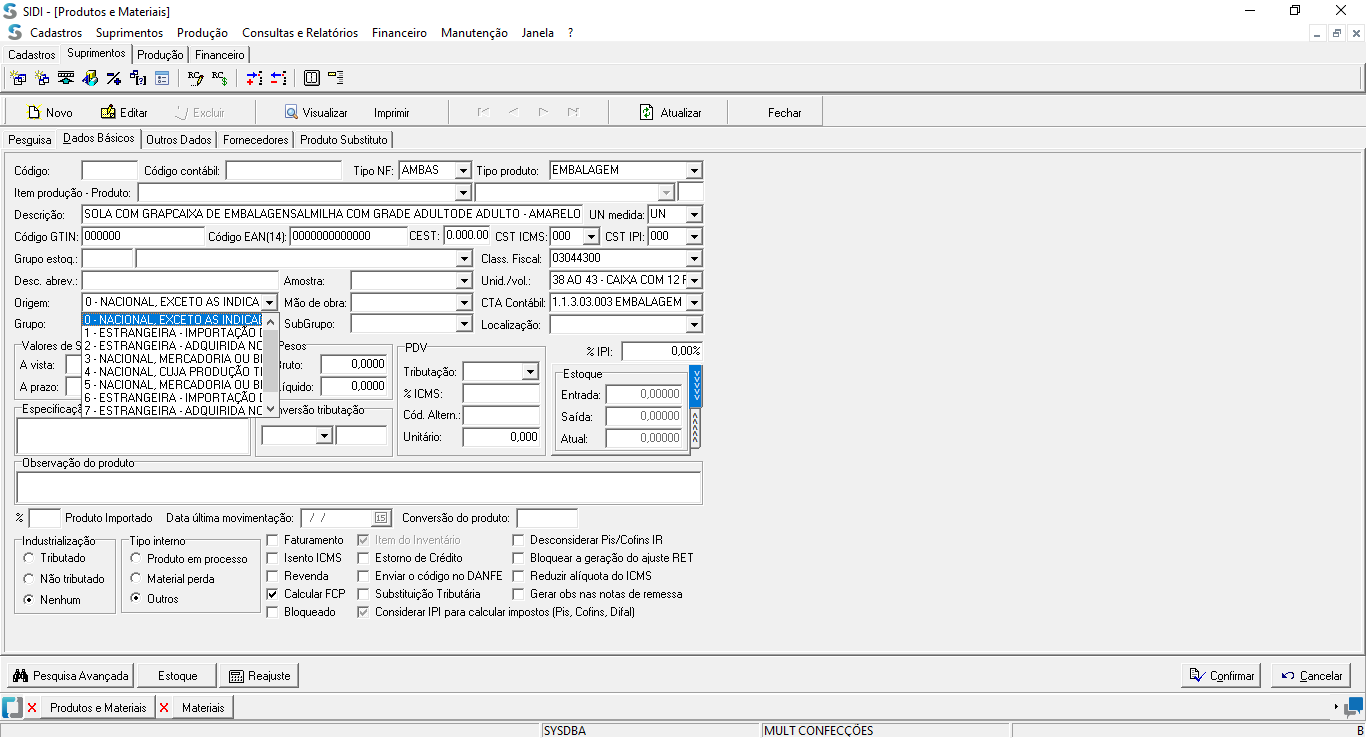 SIDI - [Produtos e Materiais]
Cadastros Suprimentos Produção Consultas e Relatórios Financeiro Manutenção Janela ?
Cadastros Suprimentos Produção Financeiro
Novo Editar Excluir Visualizar Imprimir Atualizar Fechar
Pesquisa Dados Básicos Outros Dados Fornecedores Produto Substituto
Código: Código contábil: Tipo NF: AMBAS Tipo produto: EMBALAGEM
Item produção - Produto:
Descrição: SOLA COM GRAPCAIXA DE EMBALAGENSALMILHA COM GRADE ADULTODE ADULTO - AMARELO UN medida: UN
Código GTIN: 000000 Código EAN(14): 0000000000000 CEST: 0.000.00 CST ICMS: 000 CST IPI: 000
Grupo estoq.: Class. Fiscal: 03044300
Desc. abrev.: Amostra: Unid./vol.: 38 AO 43 - CAIXA COM 12 F
Origem: 0 - NACIONAL, EXCETO AS INDICA Mão de obra: CTA Contábil: 1.1.3.03.003 EMBALAGEM
Grupo: SubGrupo: Localização:
0 - NACIONAL, EXCETO AS INDICAD
1 - ESTRANGEIRA - IMPORTAÇÃO D
2 - ESTRANGEIRA - ADQUIRIDA NO
3 - NACIONAL, MERCADORIA OU BE
4 - NACIONAL, CUJA PRODUÇÃO TE
5 - NACIONAL, MERCADORIA OU BE
6 - ESTRANGEIRA - IMPORTAÇÃO D
7 - ESTRANGEIRA - ADQUIRIDA NO
Valores de S Pesos PDV % IPI: 0,00%
A vista: Bruto: 0,0000 Tributação: Estoque
A prazo: Líquido: 0,0000 % ICMS: Entrada: 0,00000
Especificaçã nversão tributação Cód. Altern.: Saída: 0,00000
Unitário: 0,000 Atual: 0,00000
Observação do produto
% Produto Importado Data última movimentação: / / 15 Conversão do produto:
Industrialização Tipo interno Faturamento Item do Inventário Desconsiderar Pis/Cofins IR
Tributado Produto em processo Isento ICMS Estorno de Crédito Bloquear a geração do ajuste RET
Não tributado Material perda Revenda Enviar o código no DANFE Reduzir alíquota do ICMS
Nenhum Outros Calcular FCP Substituição Tributária Gerar obs nas notas de remessa
Bloqueado Considerar IPI para calcular impostos (Pis, Cofins, Difal)
Pesquisa Avançada Estoque Reajuste Confirmar Cancelar
Produtos e Materiais Materiais
SYSDBA MULT CONFECÇÕES B